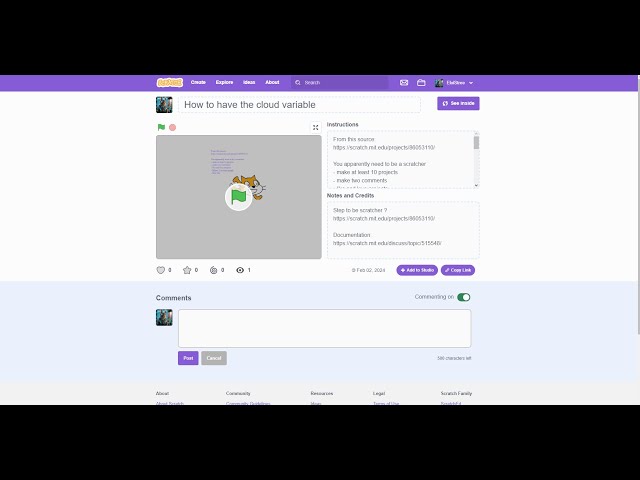 SCRATCH
Create Explore Ideas About Search
ElatSimo
How to have the cloud variable
See inside
Instructions
From this source:
https://scratch.mit.edu/projects/86053110/
You apparently need to be a scratcher
- make at least 10 projects
- make two comments
Notes and Credits
Step to be scratcher ?
https://scratch.mit.edu/projects/86053110/
Documentation:
https://scratch.mit.edu/discuss/topic/515546/
0 0 0 1
© Feb 02, 2024
Add to Studio
Copy Link
Comments
Commenting on
Post
Cancel
500 characters left
About Community Resources Legal Scratch Family
About Scratch Community Guidelines Ideas Terms of Use ScratchEd